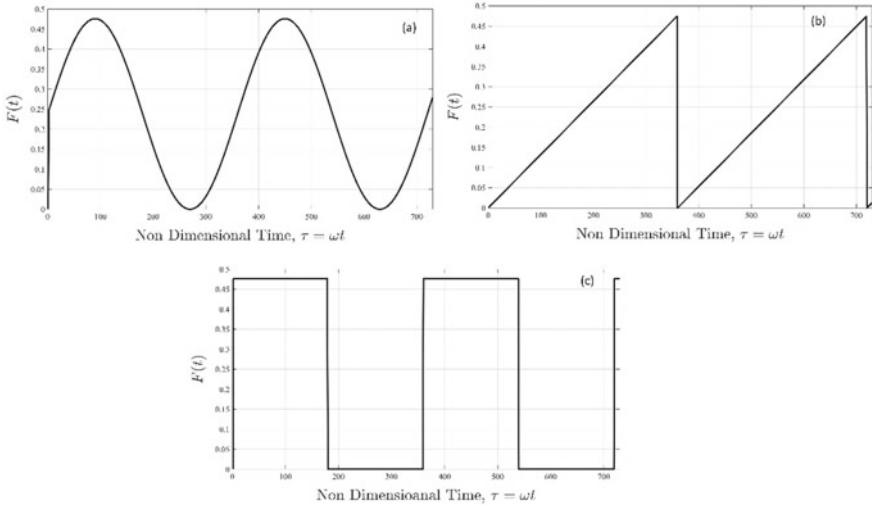 (a)
0.5
0.45
0.4
0.35
0.3
0.25
0.2
0.15
0.1
0.05
0
F(t)
100 200 300 400 500 600 700
Non Dimensional Time, τ = ωt
(b)
0.5
0.45
0.4
0.35
0.3
0.25
0.2
0.15
0.1
0.05
0
F(t)
0 100 200 300 400 500 600 700
Non Dimensional Time, τ = ωt
(c)
0.5
0.45
0.4
0.35
0.3
0.25
0.2
0.15
0.1
0.05
0
F(t)
0 100 200 300 400 500 600 700
Non Dimensioanal Time, τ = ωt